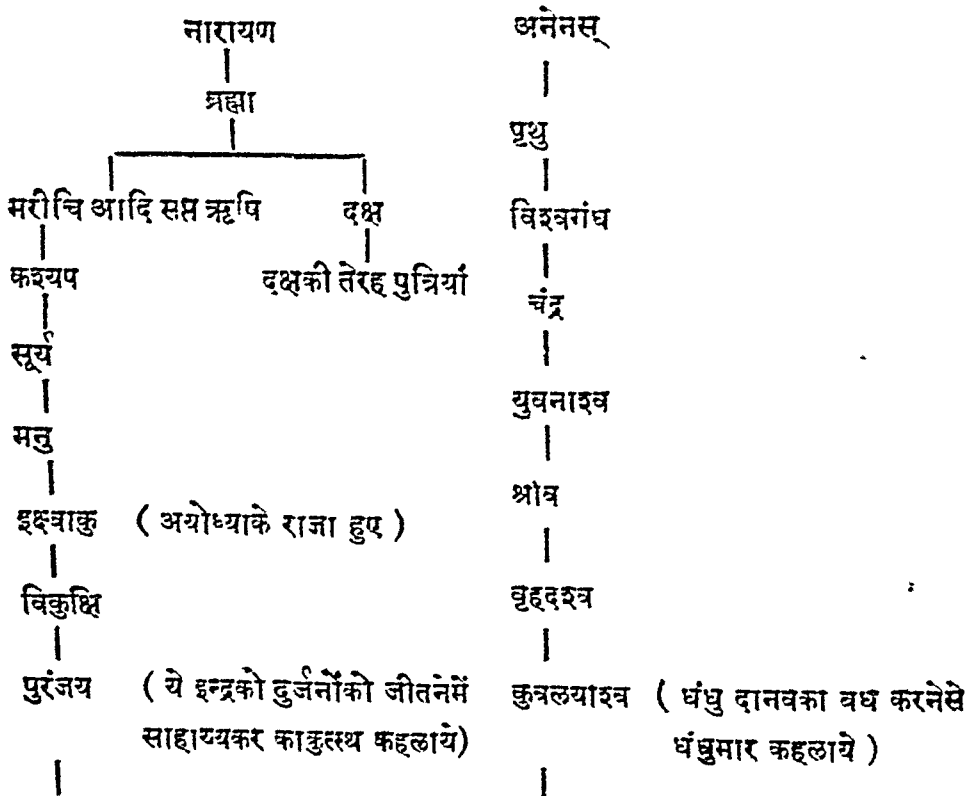 नारायण
ब्रह्मा
मरीचि आदि सप्त ऋषि दक्ष
कश्यप दक्षकी तेरह पुत्रियां
सूर्य
मनु
इक्ष्वाकु ( अयोध्याके राजा हुए )
विकुक्षि
पुरंजय ( ये इन्द्रको दुर्जनोंको जीतनेमें
साहाय्यकर काकुत्स्थ कहलाये)
अनेनस्
पृथु
विश्वगंध
चंद्र
युवनाश्व
श्रोव
वृहदश्व
कुवलयाश्व ( धंधु दानवका वध करनेसे
धंधुमार कहलाये )